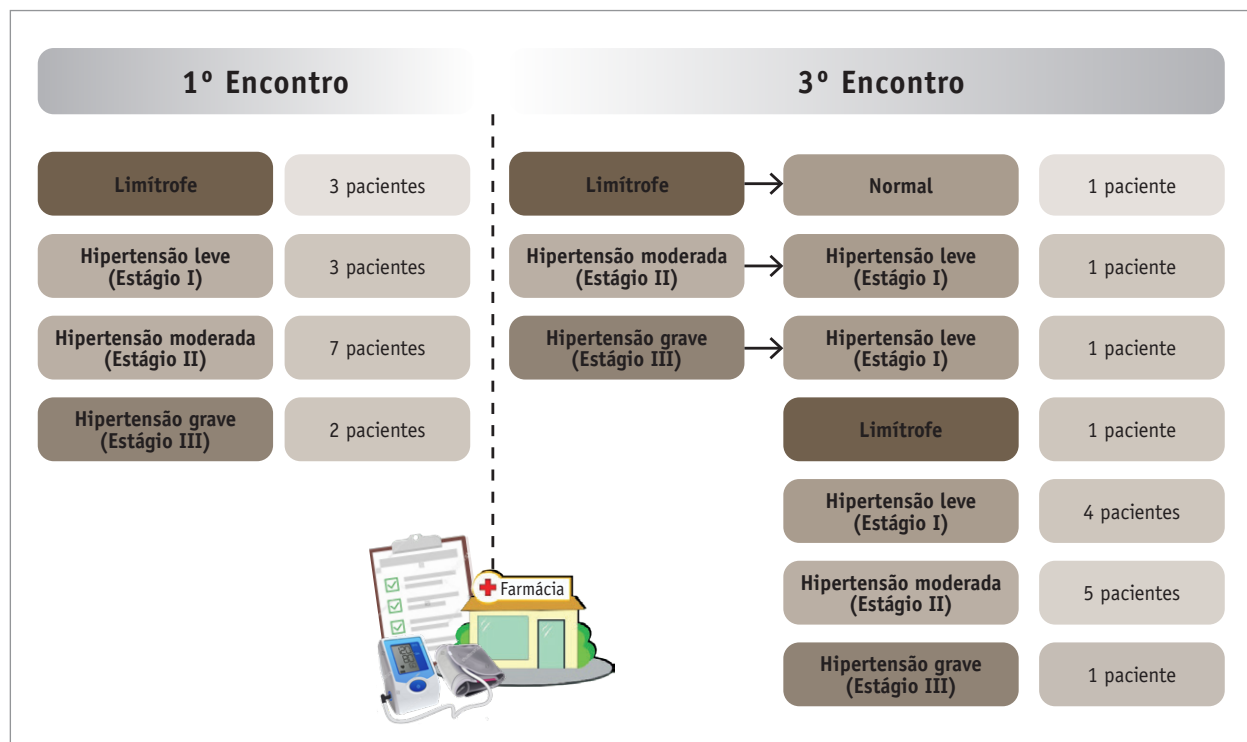 1º Encontro
Limítrofe
3 pacientes
Hipertensão leve
(Estágio I)
3 pacientes
Hipertensão moderada
(Estágio II)
7 pacientes
Hipertensão grave
(Estágio III)
2 pacientes
3º Encontro
Limítrofe
Normal
1 paciente
Hipertensão moderada
(Estágio II)
Hipertensão leve
(Estágio I)
1 paciente
Hipertensão grave
(Estágio III)
Hipertensão leve
(Estágio I)
1 paciente
Limítrofe
1 paciente
Hipertensão leve
(Estágio I)
4 pacientes
Hipertensão moderada
(Estágio II)
5 pacientes
Hipertensão grave
(Estágio III)
1 paciente
Farmácia